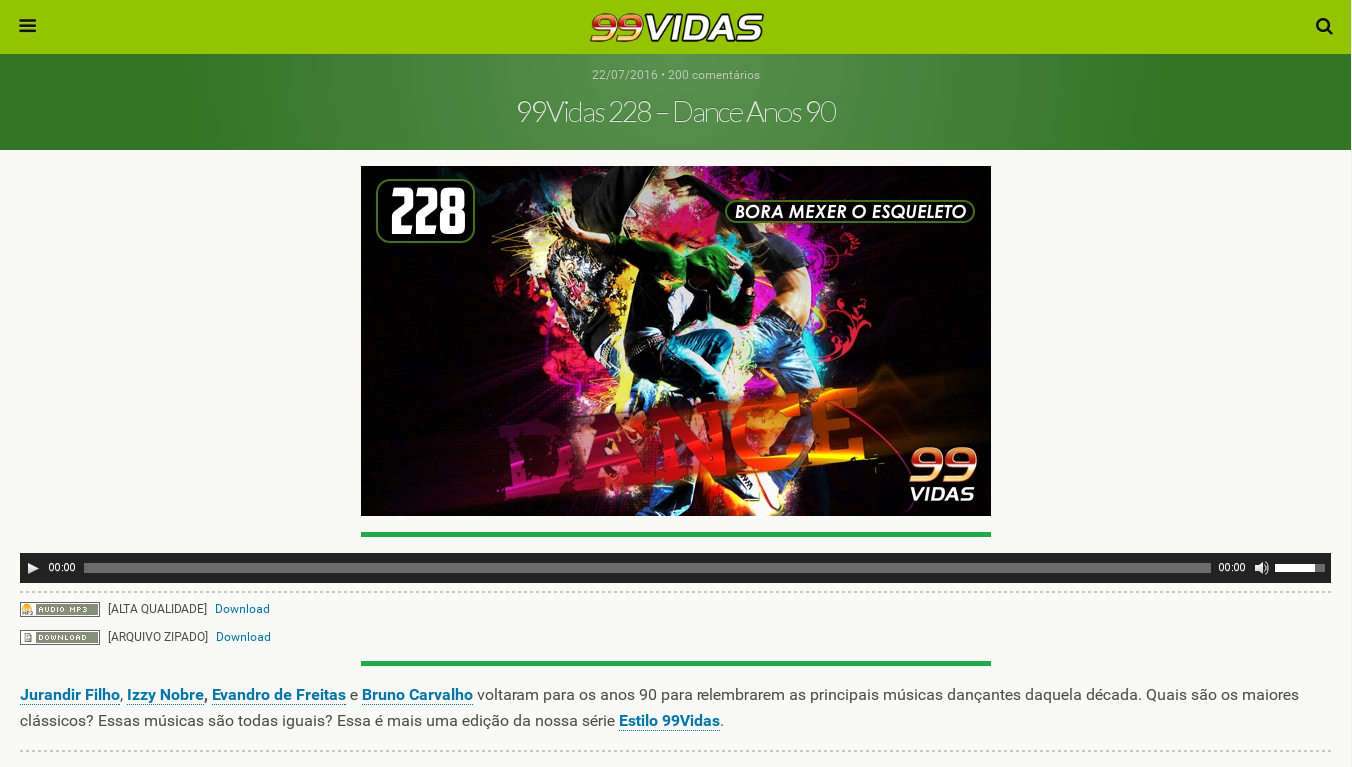 99VIDAS
22/07/2016 • 200 comentários
99Vidas 228 – Dance Anos 90
228
BORA MEXER O ESQUELETO
DANCE
99
VIDAS
00:00 00:00
MP3 AUDIO MP3 [ALTA QUALIDADE] Download
DOWNLOAD [ARQUIVO ZIPADO] Download
Jurandir Filho, Izzy Nobre, Evandro de Freitas e Bruno Carvalho voltaram para os anos 90 para relembrarem as principais músicas dançantes daquela década. Quais são os maiores
clássicos? Essas músicas são todas iguais? Essa é mais uma edição da nossa série Estilo 99Vidas.